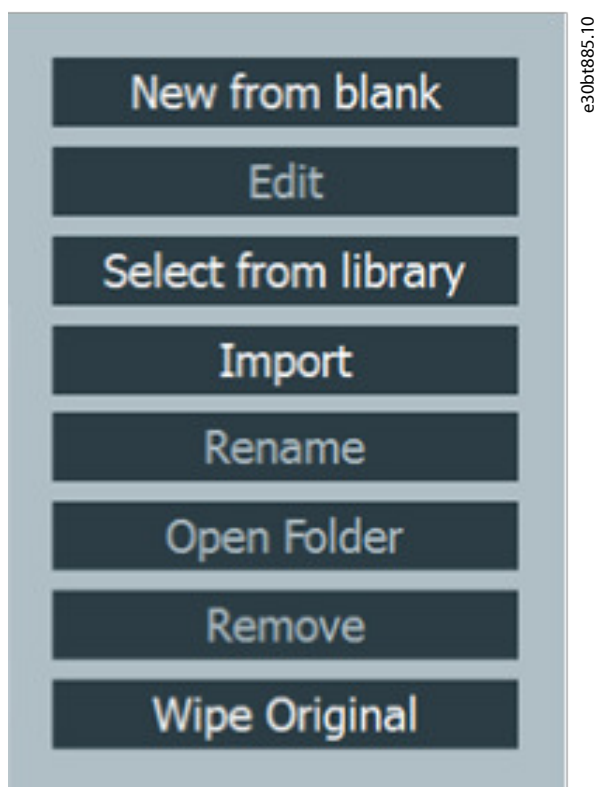 New from blank
Edit
Select from library
Import
Rename
Open Folder
Remove
Wipe Original
e30bt885.10